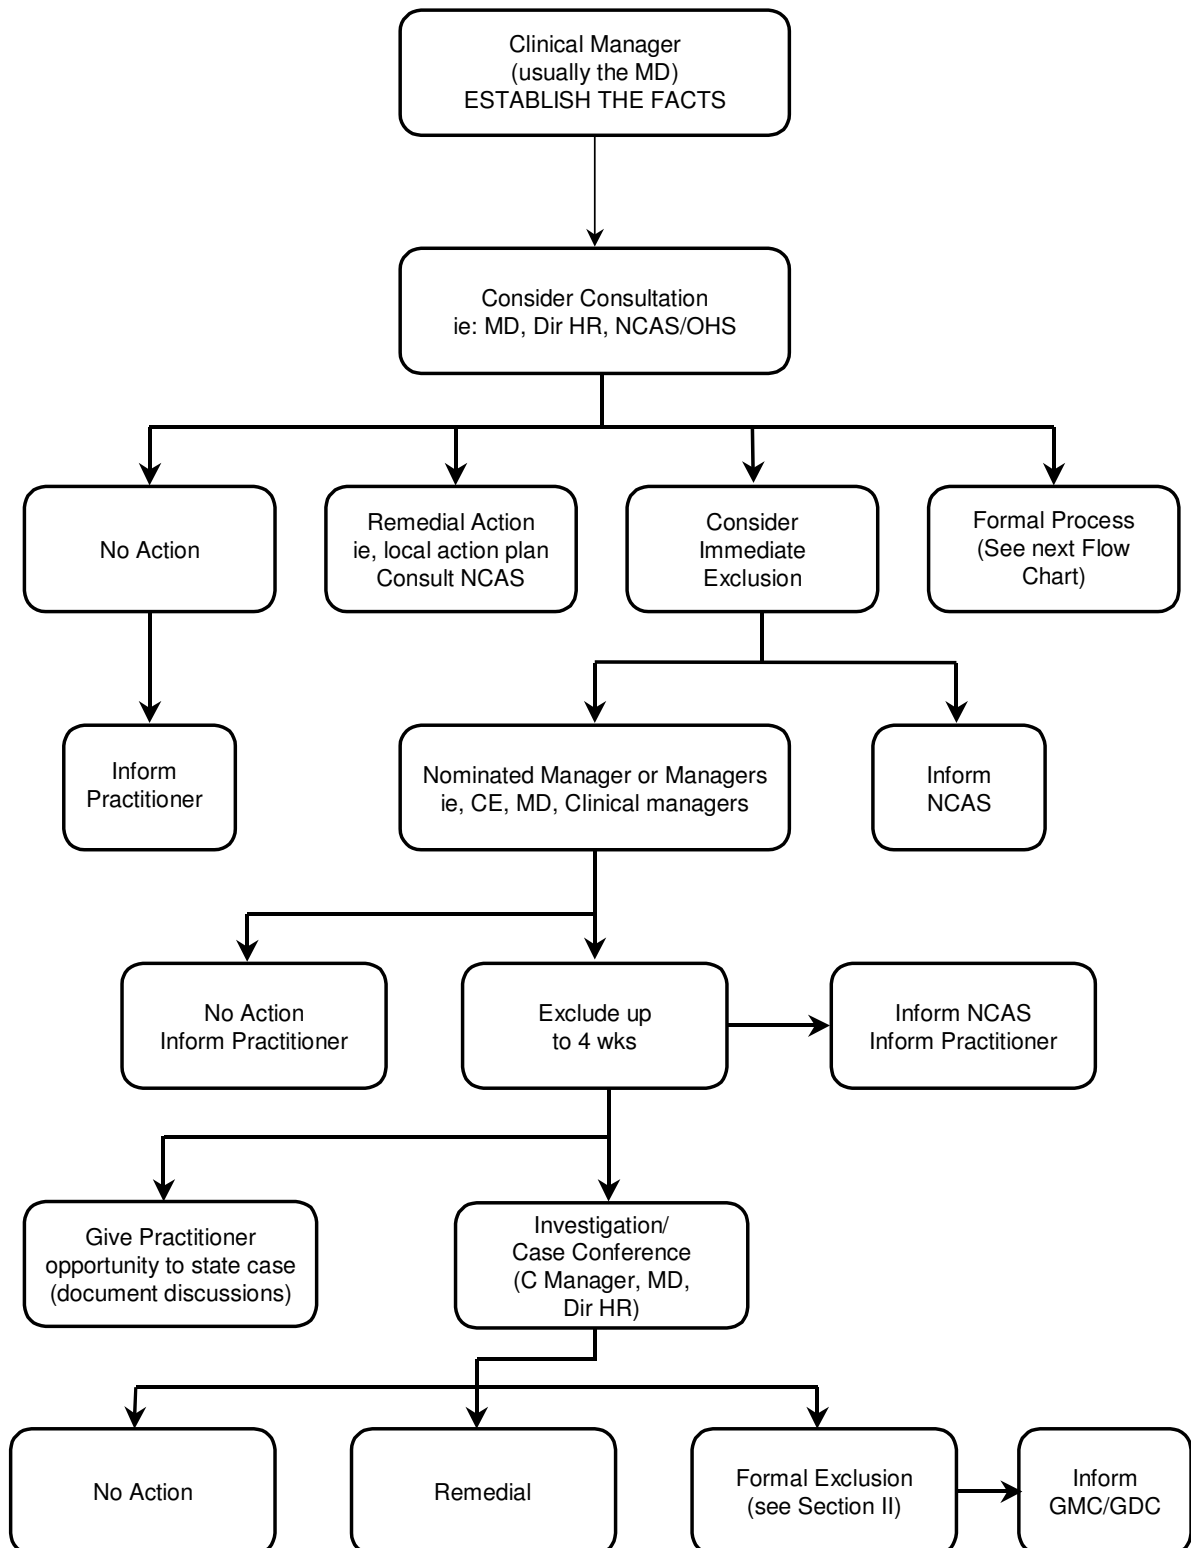 Clinical Manager
(usually the MD)
ESTABLISH THE FACTS
Consider Consultation
ie: MD, Dir HR, NCAS/OHS
No Action
Remedial Action
ie, local action plan
Consult NCAS
Consider
Immediate
Exclusion
Formal Process
(See next Flow
Chart)
Inform
Practitioner
Nominated Manager or Managers
ie, CE, MD, Clinical managers
Inform
NCAS
No Action
Inform Practitioner
Exclude up
to 4 wks
Inform NCAS
Inform Practitioner
Give Practitioner
opportunity to state case
(document discussions)
Investigation/
Case Conference
(C Manager, MD,
Dir HR)
No Action
Remedial
Formal Exclusion
(see Section II)
Inform
GMC/GDC